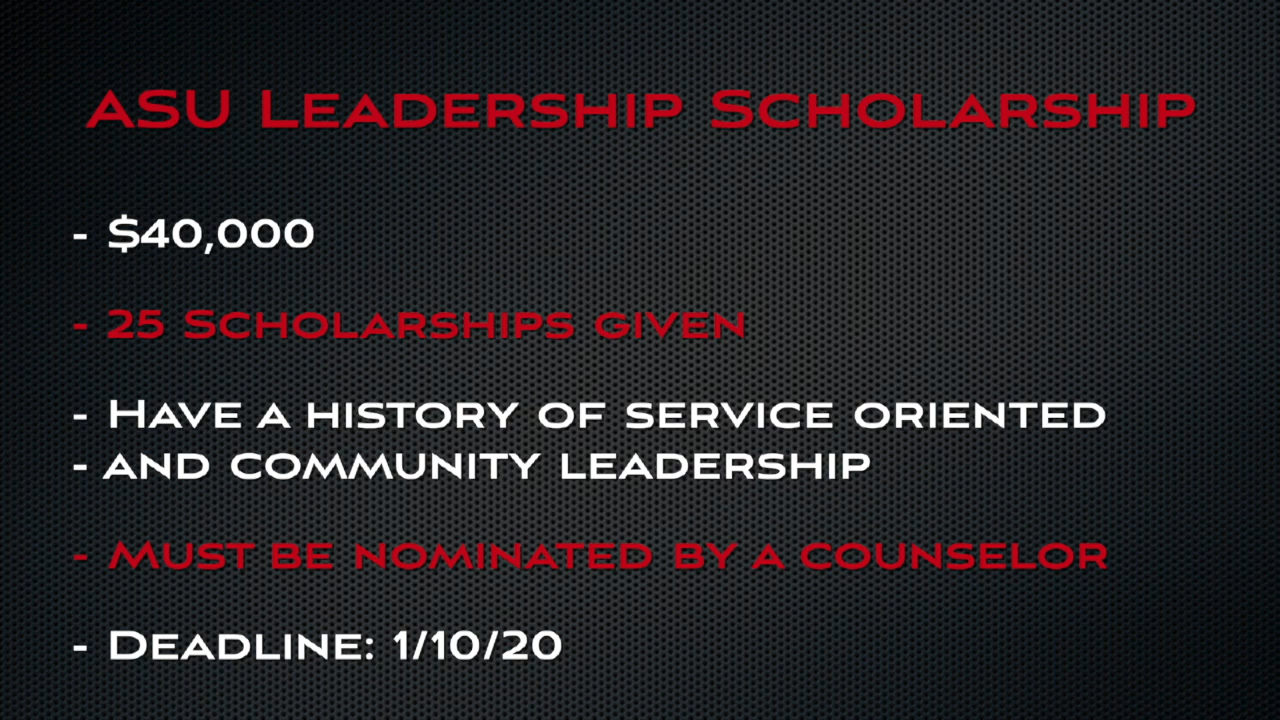 ASU Leadership Scholarship
- $40,000
- 25 Scholarships given
- Have a history of service oriented
- and community leadership
- Must be nominated by a counselor
- Deadline: 1/10/20